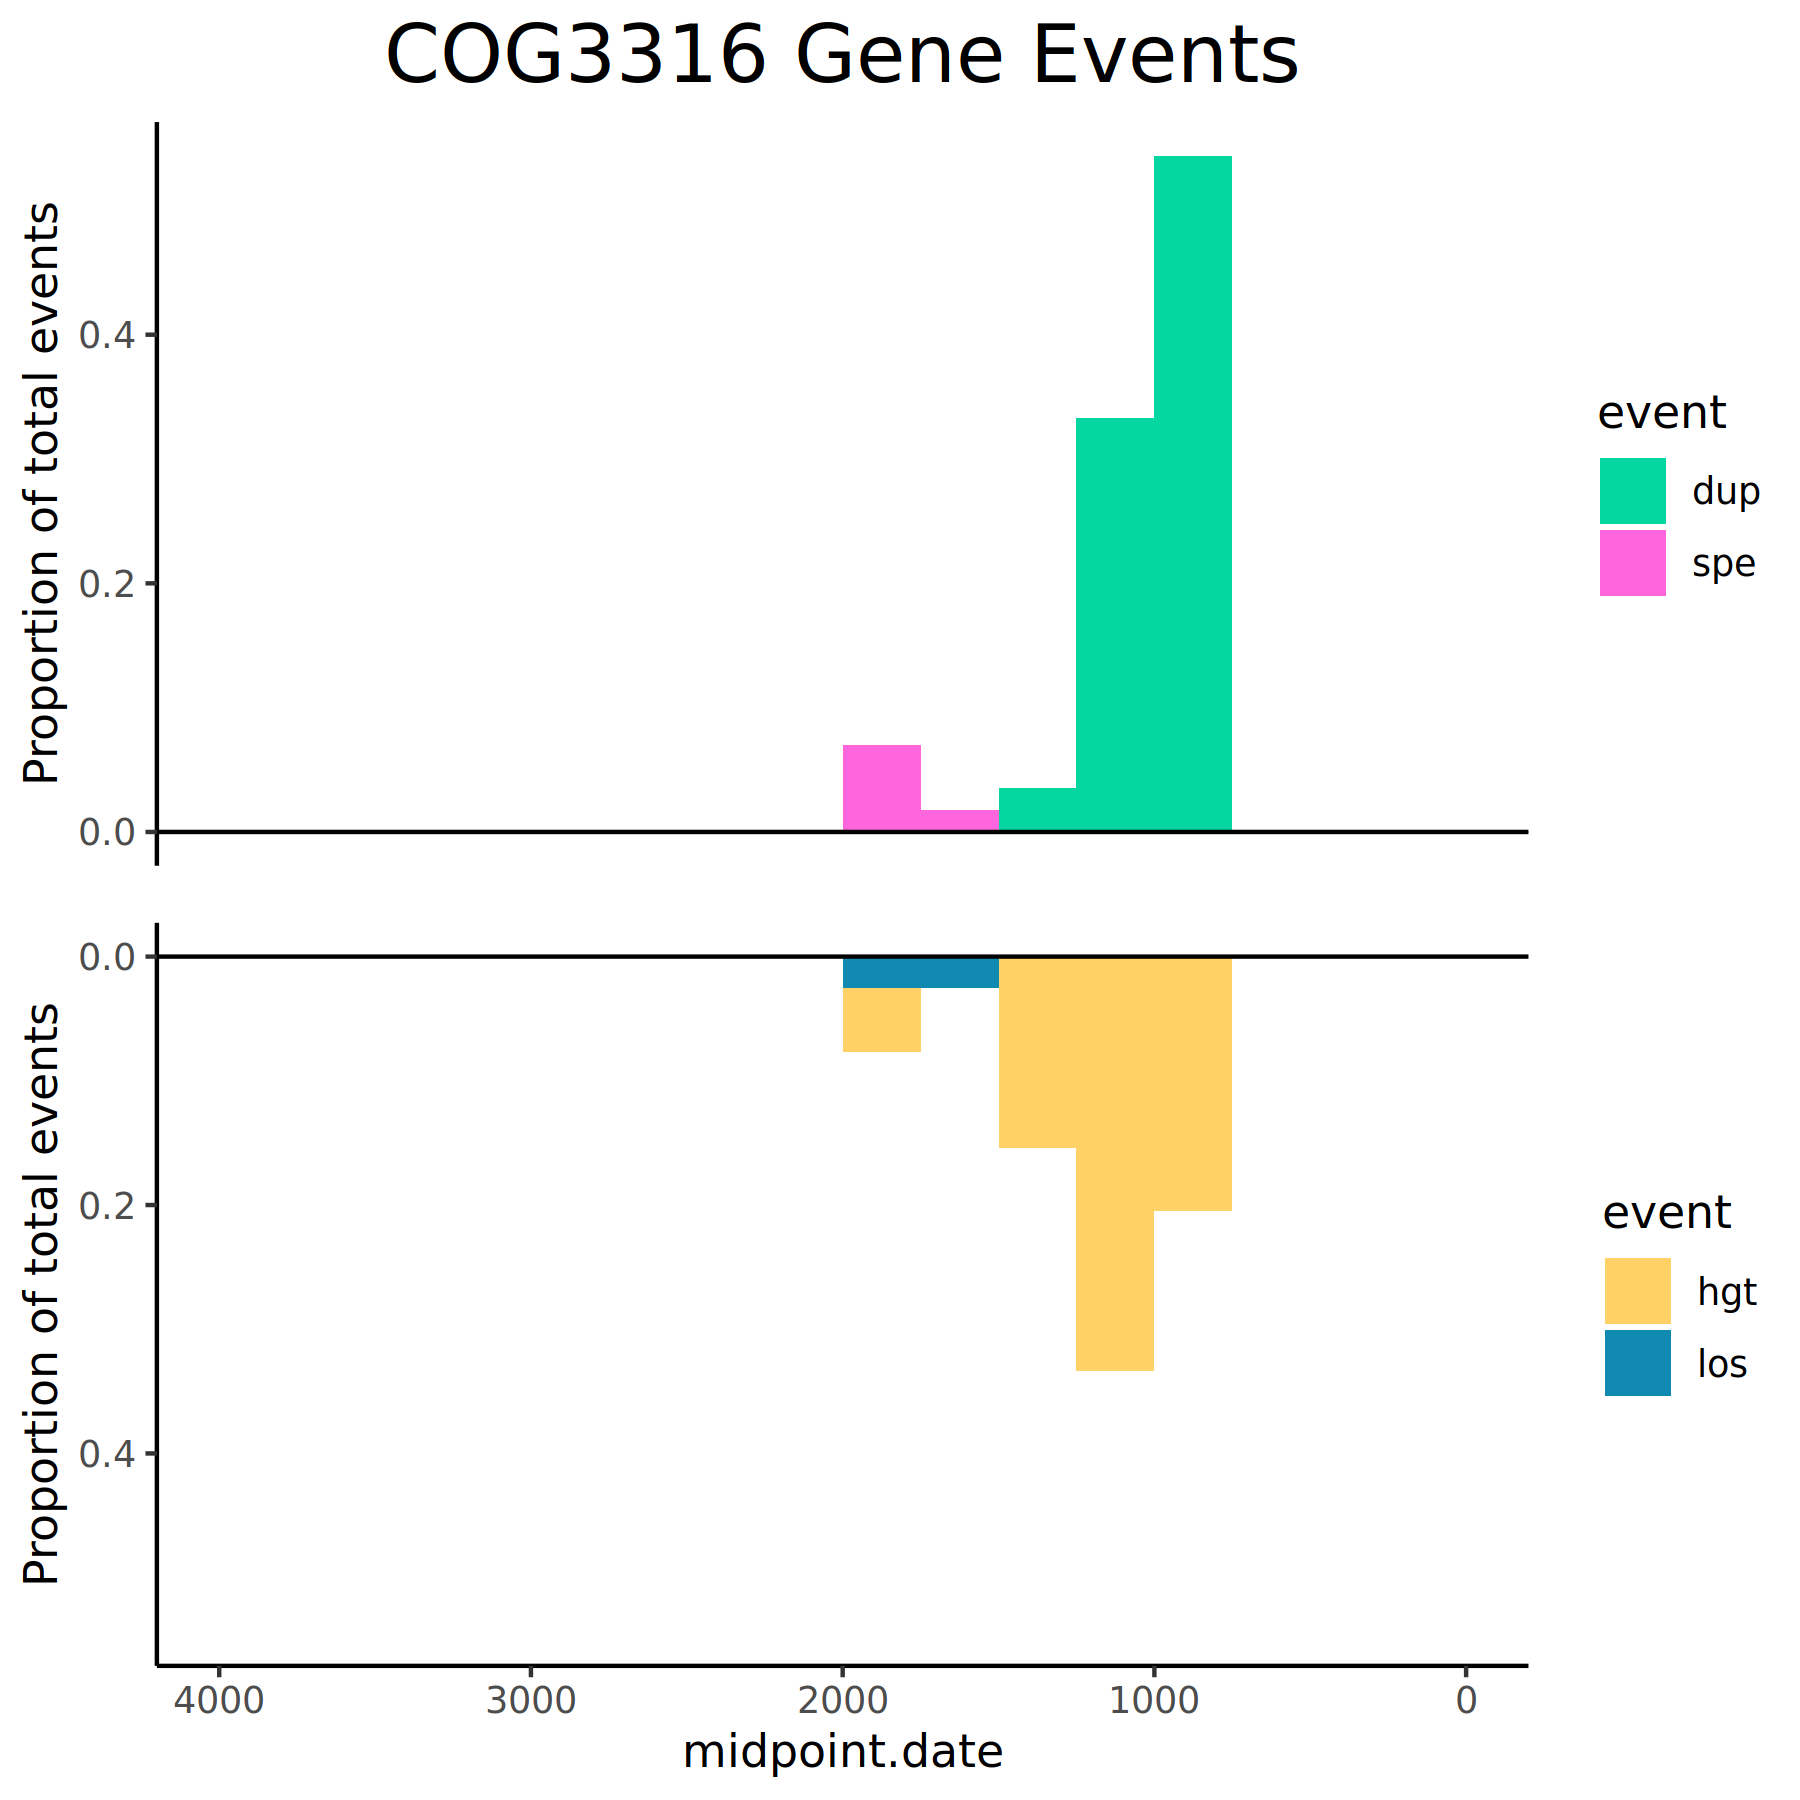 COG3316 Gene Events
Proportion of total events
0.4
0.2
0.0
event
dup
spe
Proportion of total events
0.0
0.2
0.4
event
hgt
los
4000 3000 2000 1000 0
midpoint.date